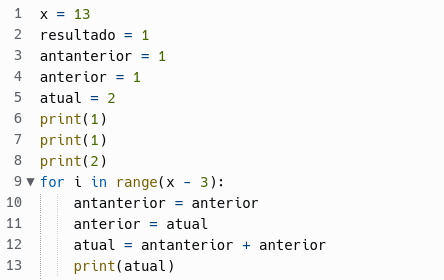 1 x = 13
2 resultado = 1
3 antanterior = 1
4 anterior = 1
5 atual = 2
6 print(1)
7 print(1)
8 print(2)
9 ▼ for i in range(x - 3):
10     antanterior = anterior
11     anterior = atual
12     atual = antanterior + anterior
13     print(atual)